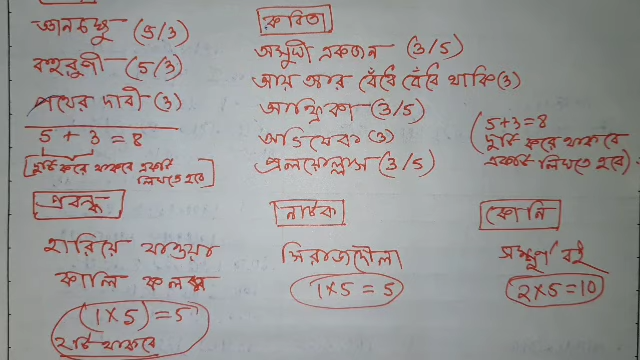 জ্ঞানচক্ষু (5/3)
বহুরূপী (5/3)
পথের দাবী (3)
5 + 3 = 8
[দুটি করে থাকবে একটি
লিখতে হবে]
কবিতা
অসুখী একজন (3/5)
আয় আরো বেঁধে বেঁধে থাকি (3)
আফ্রিকা (3/5)
অভিষেক (3)
প্রলয়োল্লাস (3/5)
(5+3=8
দুটি করে থাকবে
একটি লিখতে হবে)
প্রবন্ধ
হারিয়ে যাওয়া
কালি কলম
(1×5) = 5
২টি থাকবে
নাটক
সিরাজদ্দৌলা
1×5 = 5
কোনি
সম্পূর্ণ বই
2×5=10